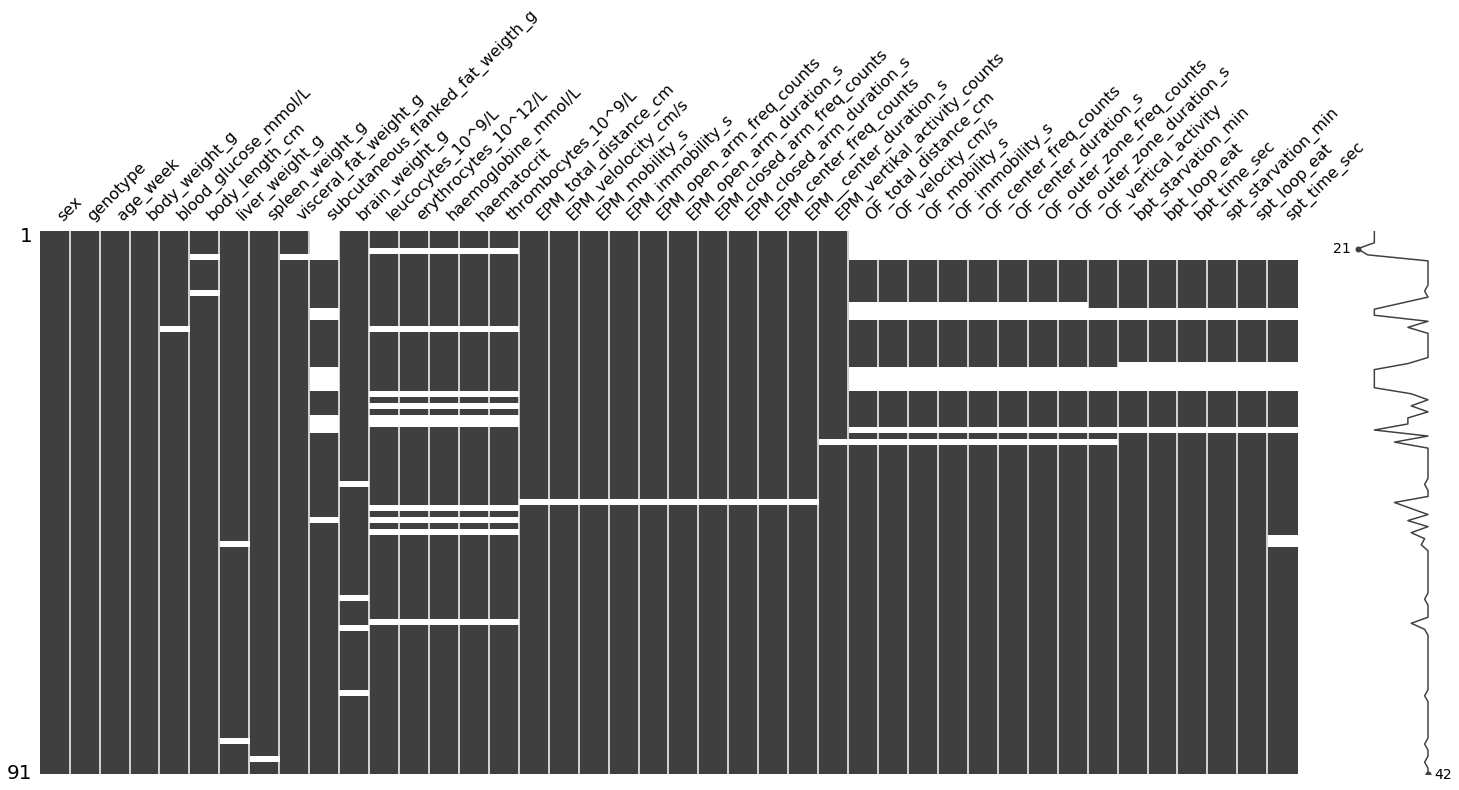 sex
genotype
age_week
body_weight_g
blood_glucose_mmol/L
body_length_cm
liver_weight_g
spleen_weight_g
visceral_fat_weight_g
subcutaneous_flanked_fat_weigth_g
brain_weight_g
leucocytes_10^9/L
erythrocytes_10^12/L
haemoglobine_mmol/L
haematocrit
thrombocytes_10^9/L
EPM_total_distance_cm
EPM_velocity_cm/s
EPM_mobility_s
EPM_immobility_s
EPM_open_arm_freq_counts
EPM_open_arm_duration_s
EPM_closed_arm_freq_counts
EPM_closed_arm_duration_s
EPM_center_freq_counts
EPM_center_duration_s
EPM_vertikal_activity_counts
OF_total_distance_cm
OF_velocity_cm/s
OF_mobility_s
OF_immobility_s
OF_center_freq_counts
OF_center_duration_s
OF_outer_zone_freq_counts
OF_outer_zone_duration_s
OF_vertical_activity
bpt_starvation_min
bpt_loop_eat
bpt_time_sec
spt_starvation_min
spt_loop_eat
spt_time_sec
1
21
91
42